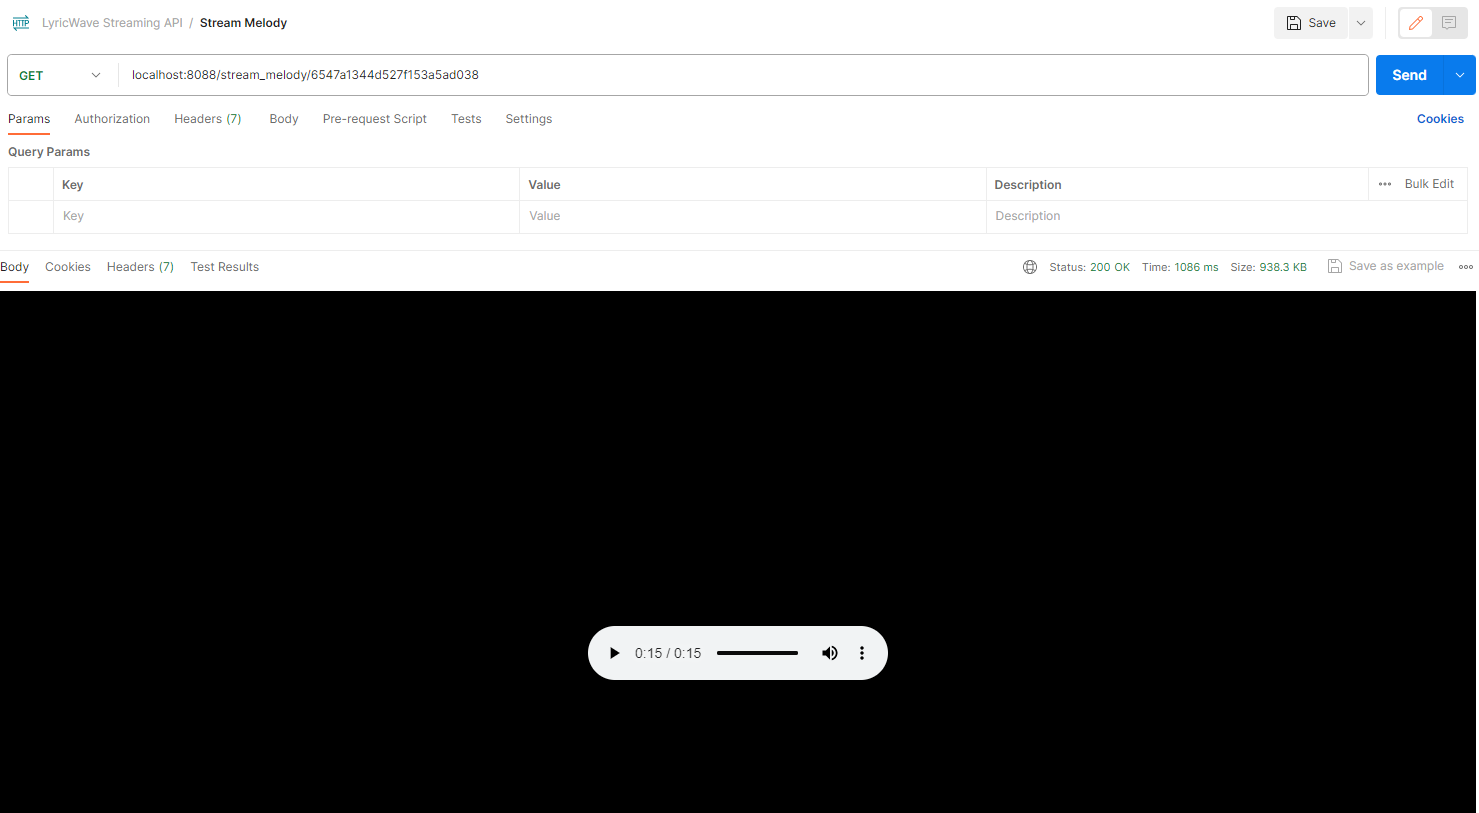 HTTP LyricWave Streaming API / Stream Melody Save
GET localhost:8088/stream_melody/6547a1344d527f153a5ad038 Send
Params Authorization Headers (7) Body Pre-request Script Tests Settings Cookies
Query Params
Key Value Description Bulk Edit
Key Value Description
Body Cookies Headers (7) Test Results Status: 200 OK Time: 1086 ms Size: 938.3 KB Save as example
0:15 / 0:15